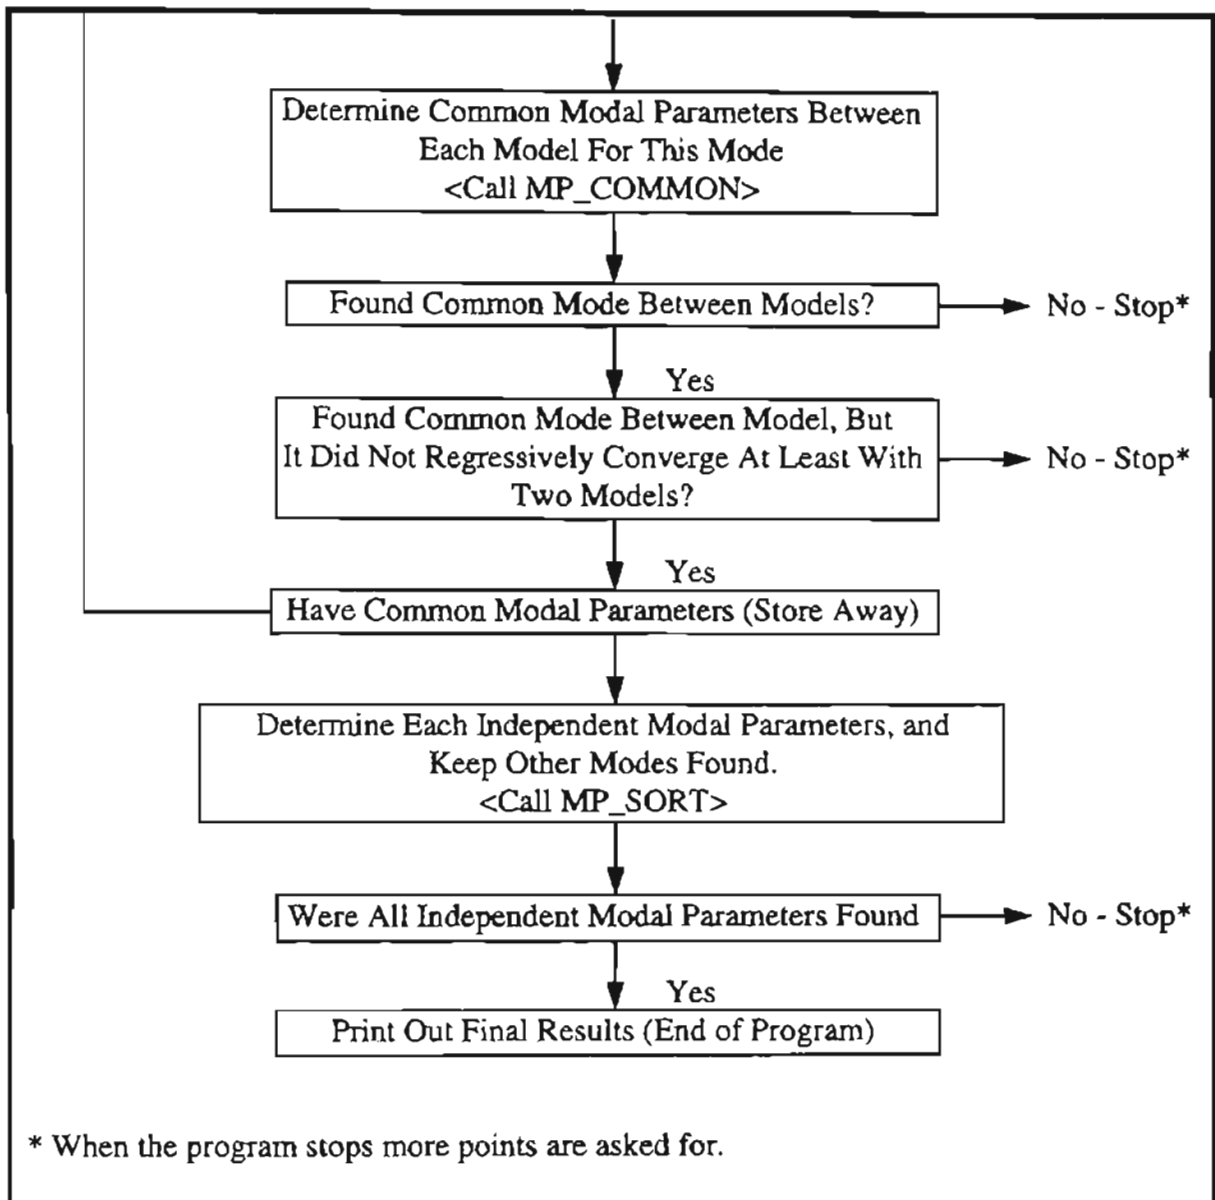 Determine Common Modal Parameters Between
Each Model For This Mode
<Call MP_COMMON>
Found Common Mode Between Models?
No - Stop*
Yes
Found Common Mode Between Model, But
It Did Not Regressively Converge At Least With
Two Models?
No - Stop*
Yes
Have Common Modal Parameters (Store Away)
Determine Each Independent Modal Parameters, and
Keep Other Modes Found.
<Call MP_SORT>
Were All Independent Modal Parameters Found
No - Stop*
Yes
Print Out Final Results (End of Program)
* When the program stops more points are asked for.